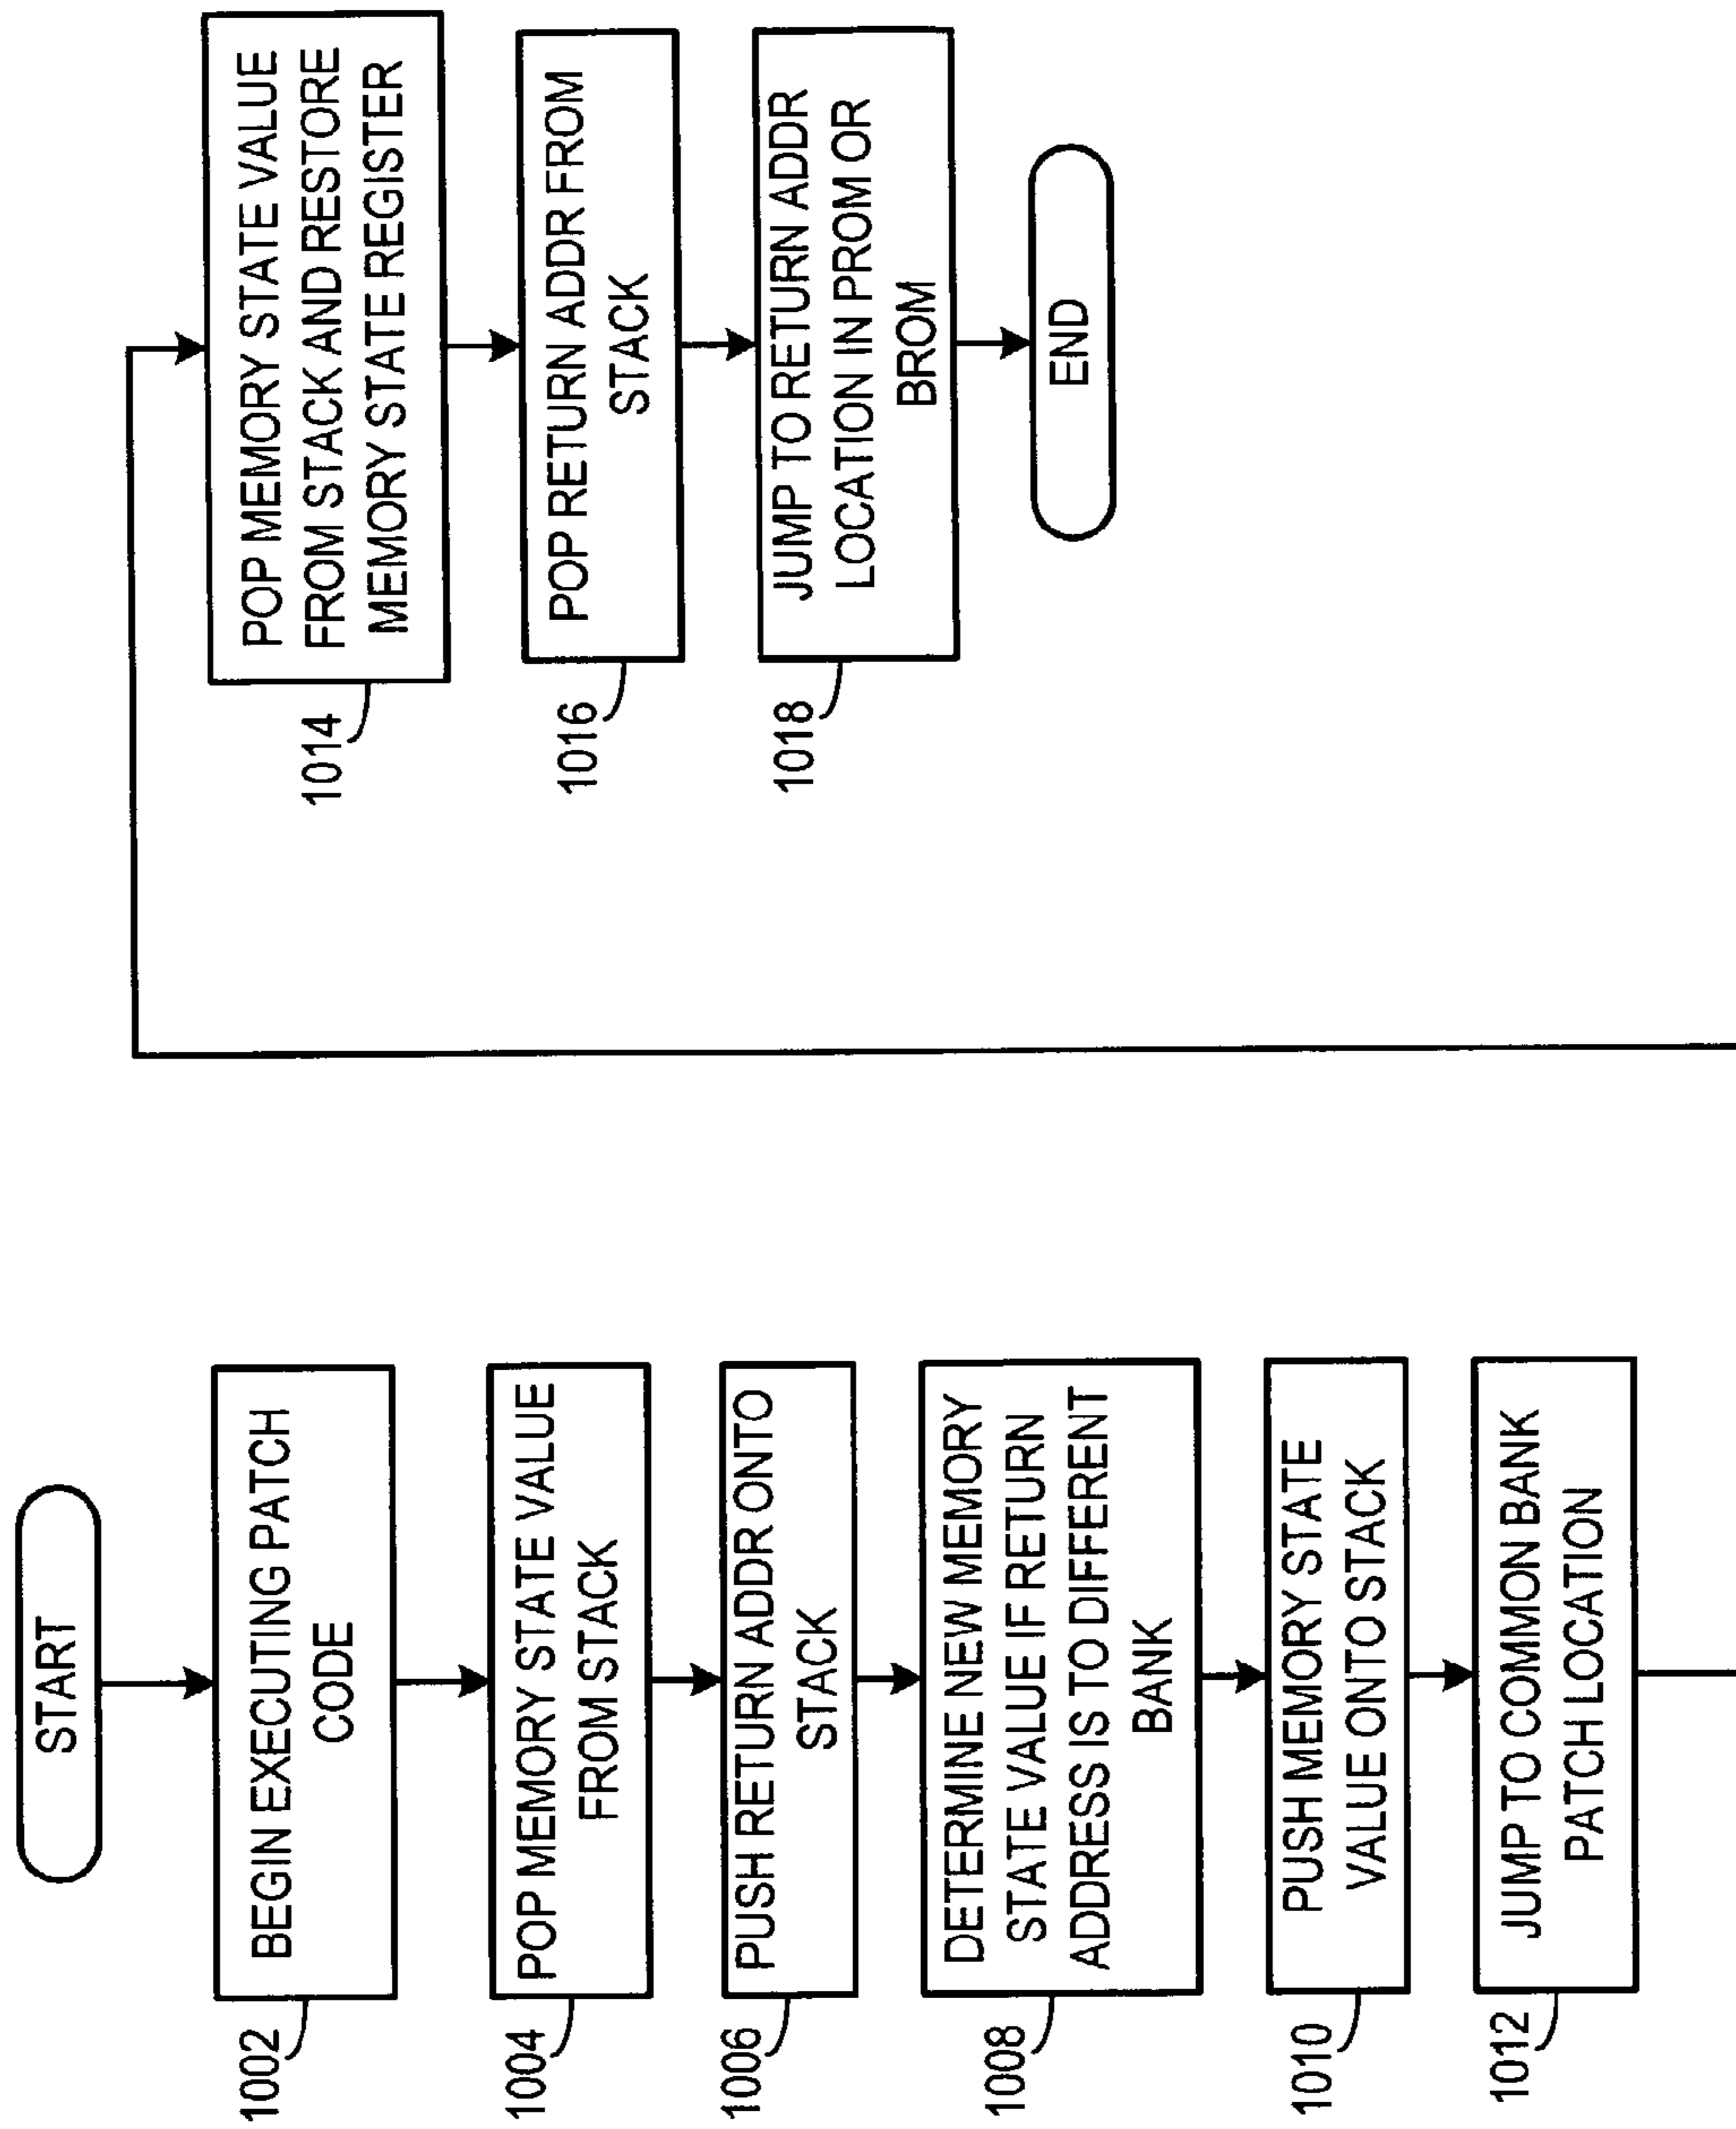 START
1002
BEGIN EXECUTING PATCH
CODE
1004
POP MEMORY STATE VALUE
FROM STACK
1006
PUSH RETURN ADDR ONTO
STACK
1008
DETERMINE NEW MEMORY
STATE VALUE IF RETURN
ADDRESS IS TO DIFFERENT
BANK
1010
PUSH MEMORY STATE
VALUE ONTO STACK
1012
JUMP TO COMMON BANK
PATCH LOCATION
1014
POP MEMORY STATE VALUE
FROM STACK AND RESTORE
MEMORY STATE REGISTER
1016
POP RETURN ADDR FROM
STACK
1018
JUMP TO RETURN ADDR
LOCATION IN PROM OR
BROM
END